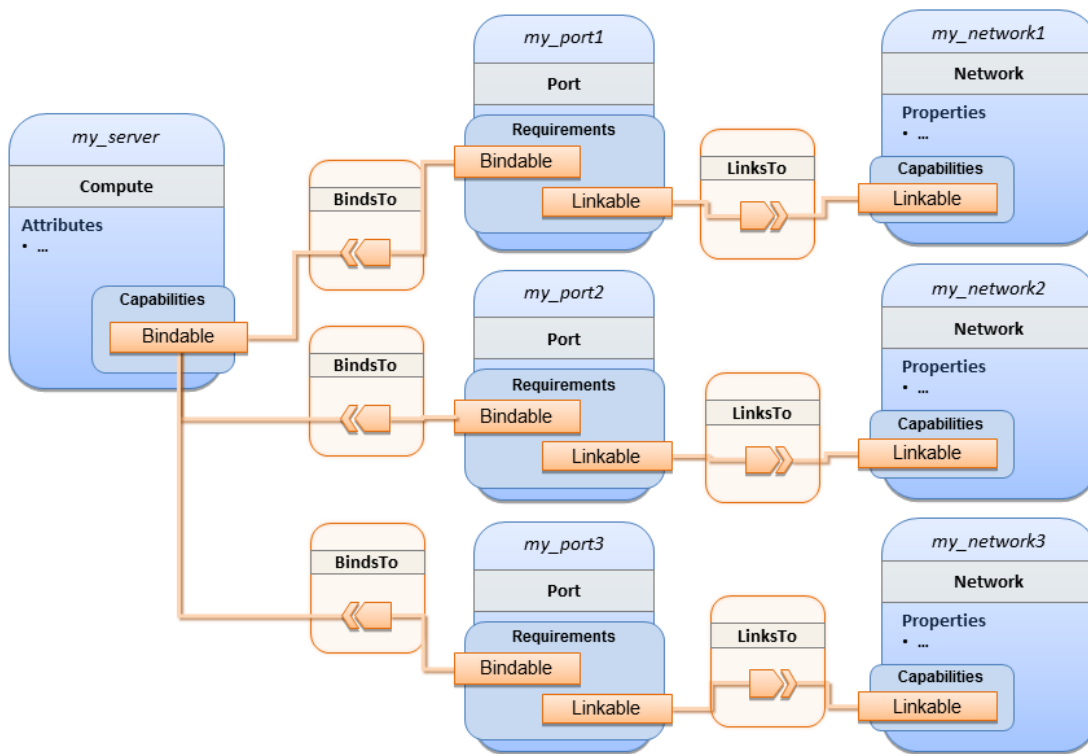 my_server
Compute
Attributes
• ...
Capabilities
Bindable
BindsTo
my_port1
Port
Requirements
Bindable
Linkable
LinksTo
my_network1
Network
Properties
• ...
Capabilities
Linkable
BindsTo
my_port2
Port
Requirements
Bindable
Linkable
LinksTo
my_network2
Network
Properties
• ...
Capabilities
Linkable
BindsTo
my_port3
Port
Requirements
Bindable
Linkable
LinksTo
my_network3
Network
Properties
• ...
Capabilities
Linkable